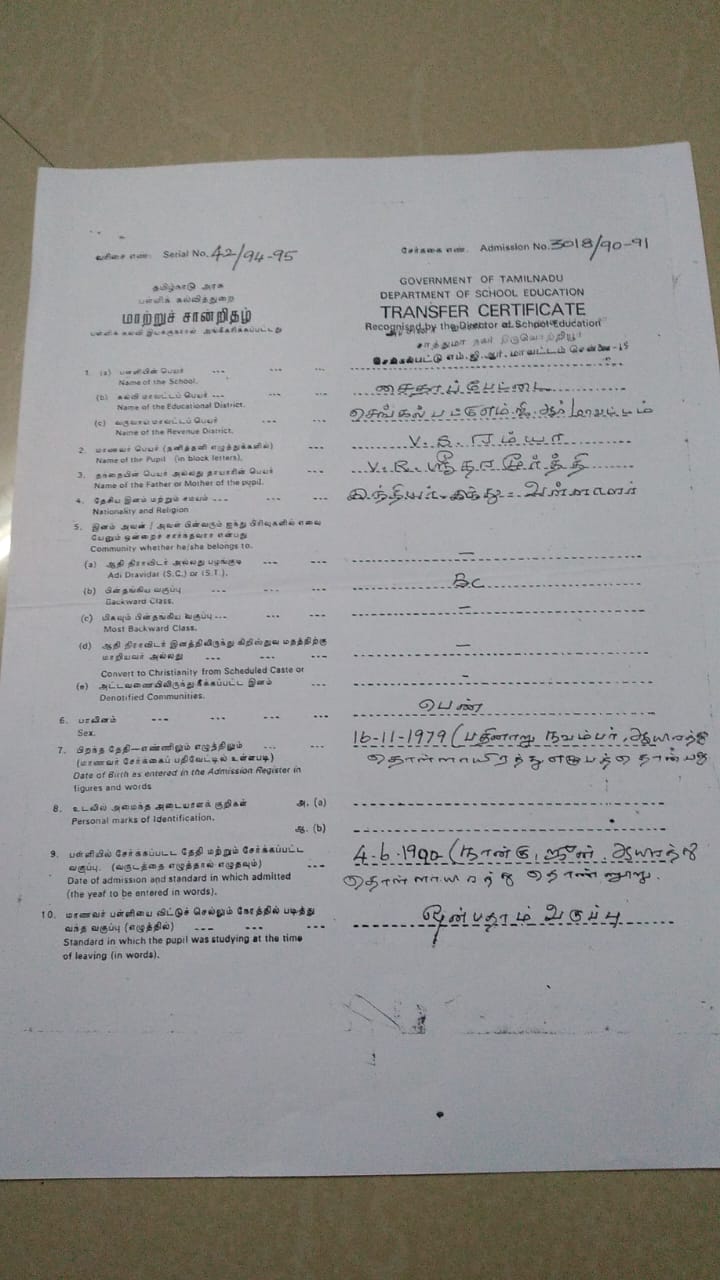 வரிசை எண். Serial No. 42/94-95
சேர்க்கை எண். Admission No. 3018/90-91
தமிழ்நாடு அரசு
பள்ளிக் கல்வித்துறை
மாற்றுச் சான்றிதழ்
பள்ளிக் கல்வி இயக்குநரால் அங்கீகரிக்கப்பட்டது
GOVERNMENT OF TAMILNADU
DEPARTMENT OF SCHOOL EDUCATION
TRANSFER CERTIFICATE
Recognised by the Director of School Education
சாத்துமா நகர் திருவொற்றியூர்
செங்கல்பட்டு எம்.ஜி.ஆர். மாவட்டம் சென்னை-19
1. (a) பள்ளியின் பெயர் --- --- ---
Name of the School.
(b) கல்வி மாவட்டப் பெயர் --- --- சைதாப்பேட்டை
Name of the Educational District.
(c) வருவாய் மாவட்டப் பெயர் --- செங்கல்பட்டு எம்.ஜி.ஆர் மாவட்டம்
Name of the Revenue District.
2. மாணவர் பெயர் (தனித்தனி எழுத்துக்களில்) --- V. S. ரம்யா
Name of the Pupil (in block letters).
3. தந்தையின் பெயர் அல்லது தாயாரின் பெயர் --- V. R. ஸ்ரீதரமூர்த்தி
Name of the Father or Mother of the pupil.
4. தேசிய இனம் மற்றும் சமயம் --- --- --- இந்தியர் - இந்து -
Nationality and Religion
5. இனம் அவன் / அவள் பின்வரும் ஐந்து பிரிவுகளில் எவை
யேனும் ஒன்றைச் சார்ந்தவரா என்பது
Community whether he/she belongs to.
(a) ஆதி திராவிடர் அல்லது பழங்குடி --- --- —
Adi Dravidar (S.C.) or (S.T.).
(b) பின்தங்கிய வகுப்பு --- --- --- BC
Backward Class.
(c) மிகவும் பின்தங்கிய வகுப்பு --- --- --- —
Most Backward Class.
(d) ஆதி திராவிடர் இனத்திலிருந்து கிறிஸ்துவ மதத்திற்கு
மாறியவர் அல்லது --- --- —
Convert to Christianity from Scheduled Caste or
(e) அட்டவணையிலிருந்து நீக்கப்பட்ட இனம் --- -
Denotified Communities.
6. பாலினம் --- --- --- பெண்
Sex.
7. பிறந்த தேதி—எண்ணிலும் எழுத்திலும் --- --- 16-11-1979 (பதினாறு நவம்பர், ஆயிரத்து
(மாணவர் சேர்க்கைப் பதிவேட்டில் உள்ளபடி) தொள்ளாயிரத்து எழுபத்து தொன்பது
Date of Birth as entered in the Admission Register in
figures and words
8. உடலில் அமைந்த அடையாளக் குறிகள் அ. (a)
Personal marks of Identification.
ஆ. (b)
9. பள்ளியில் சேர்க்கப்பட்ட தேதி மற்றும் சேர்க்கப்பட்ட 4-6-1990 (நான்கு, ஜூன், ஆயிரத்து
வகுப்பு. (வருடத்தை எழுத்தால் எழுதவும்) --- தொள்ளாயிரத்து தொண்ணூறு.
Date of admission and standard in which admitted
(the year to be entered in words).
10. மாணவர் பள்ளியை விட்டுச் செல்லும் நேரத்தில் படித்து
வந்த வகுப்பு (எழுத்தில்) --- --- --- ஒன்பதாம் வகுப்பு
Standard in which the pupil was studying at the time
of leaving (in words).